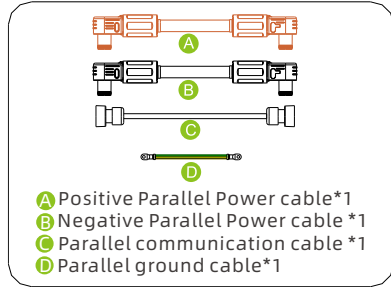 A
B
C
D
A Positive Parallel Power cable*1
B Negative Parallel Power cable *1
C Parallel communication cable *1
D Parallel ground cable*1